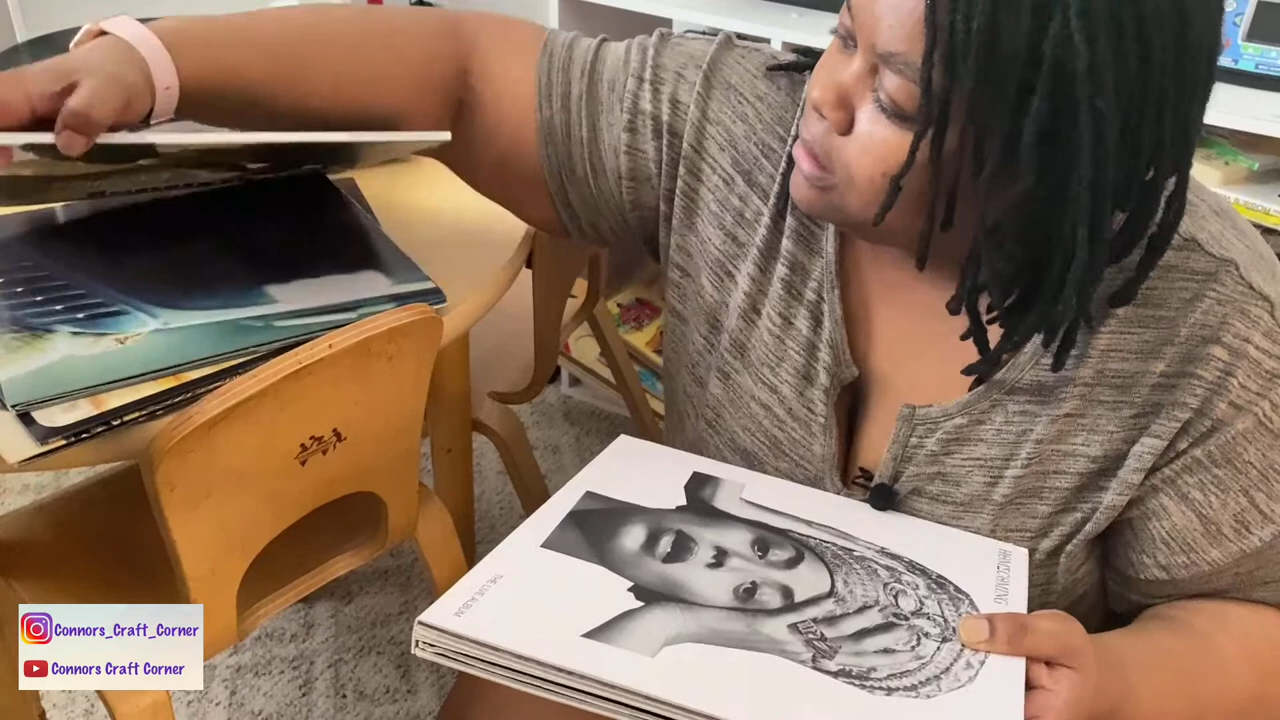 HOMECOMING
THE LIVE ALBUM
Connors_Craft_Corner
Connors Craft Corner